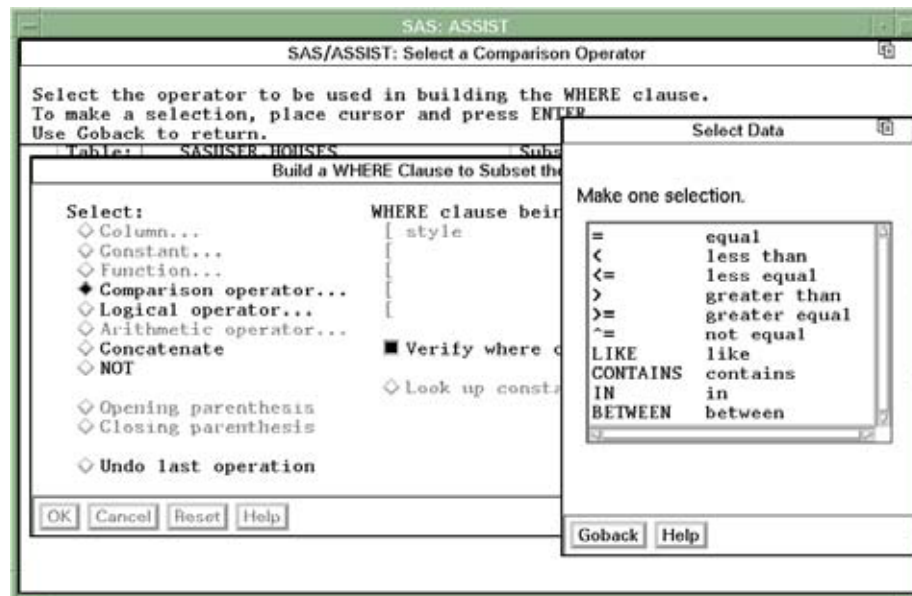 SAS: ASSIST
SAS/ASSIST: Select a Comparison Operator
Select the operator to be used in building the WHERE clause.
To make a selection, place cursor and press ENTER
Use Goback to return.
Table: SASUSER.HOUSES Subs
Build a WHERE Clause to Subset the
Select: WHERE clause bein
Column... [ style
Constant... [
Function... [
Comparison operator... [
Logical operator... [
Arithmetic operator...
Concatenate Verify where c
NOT
Look up consta
Opening parenthesis
Closing parenthesis
Undo last operation
OK Cancel Reset Help
Select Data
Make one selection.
= equal
< less than
<= less equal
> greater than
>= greater equal
^= not equal
LIKE like
CONTAINS contains
IN in
BETWEEN between
Goback Help